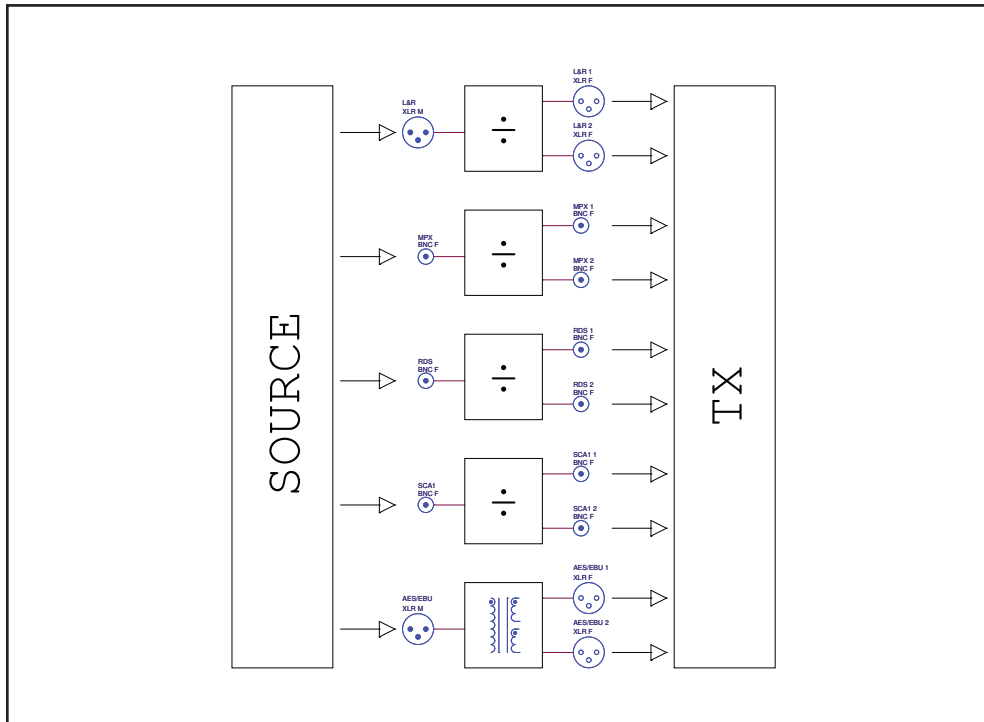 SOURCE
L&R
XLR M
÷
L&R 1
XLR F
L&R 2
XLR F
MPX
BNC F
÷
MPX 1
BNC F
MPX 2
BNC F
RDS
BNC F
÷
RDS 1
BNC F
RDS 2
BNC F
SCA1
BNC F
÷
SCA1 1
BNC F
SCA1 2
BNC F
AES/EBU
XLR M
AES/EBU 1
XLR F
AES/EBU 2
XLR F
TX